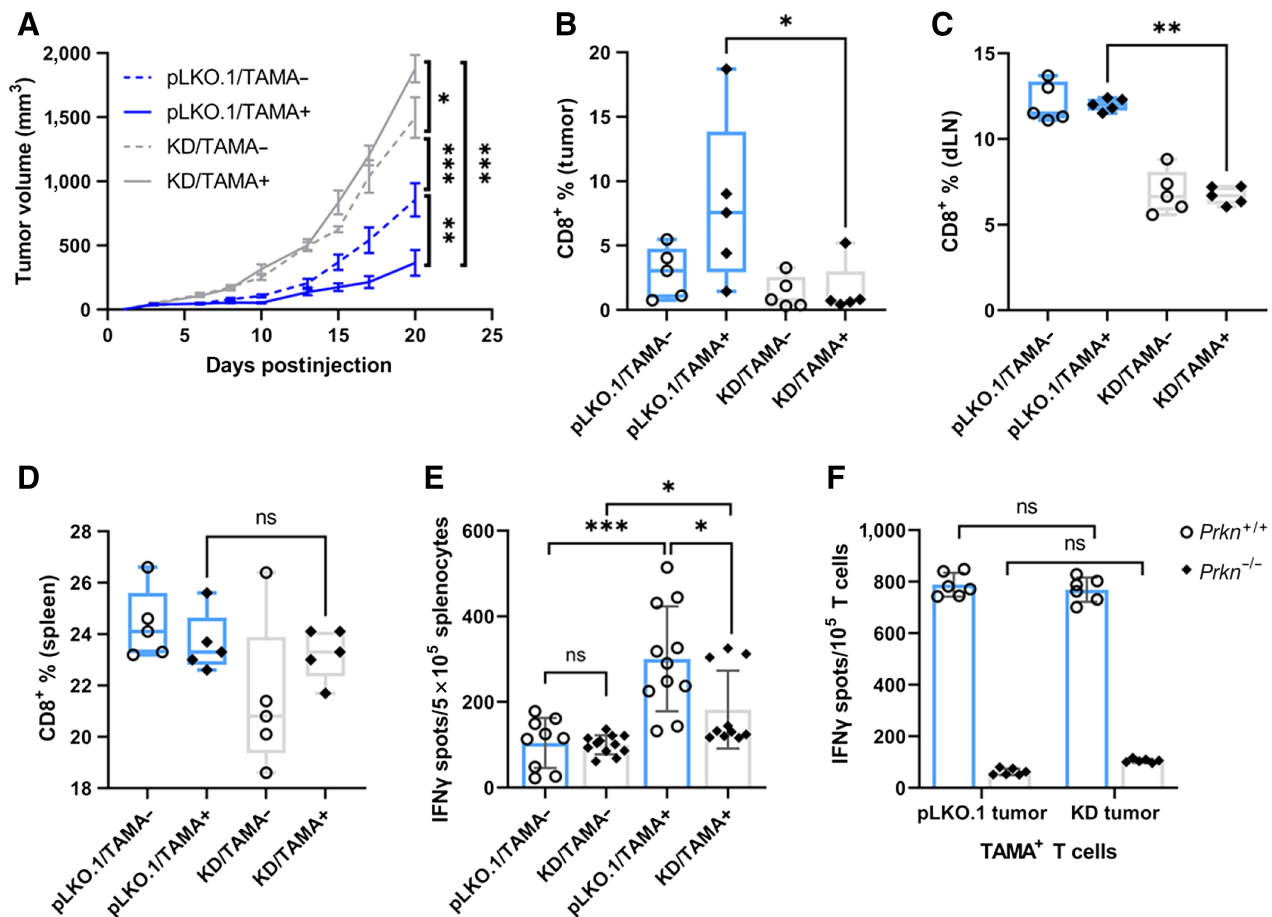 A
Tumor volume (mm³)
2,000
1,500
1,000
500
0
0 5 10 15 20 25
Days postinjection
pLKO.1/TAMA−
pLKO.1/TAMA+
KD/TAMA−
KD/TAMA+
*
***
**
***
B
CD8⁺ % (tumor)
20
15
10
5
0
*
pLKO.1/TAMA−
pLKO.1/TAMA+
KD/TAMA−
KD/TAMA+
C
CD8⁺ % (dLN)
15
10
5
0
**
pLKO.1/TAMA−
pLKO.1/TAMA+
KD/TAMA−
KD/TAMA+
D
CD8⁺ % (spleen)
28
26
24
22
20
18
ns
pLKO.1/TAMA−
pLKO.1/TAMA+
KD/TAMA−
KD/TAMA+
E
IFNγ spots/5 × 10⁵ splenocytes
600
400
200
0
*
***
*
ns
pLKO.1/TAMA−
KD/TAMA−
pLKO.1/TAMA+
KD/TAMA+
F
IFNγ spots/10⁵ T cells
1,000
800
600
400
200
0
ns
ns
Prkn⁺/⁺
Prkn⁻/⁻
pLKO.1 tumor KD tumor
TAMA⁺ T cells